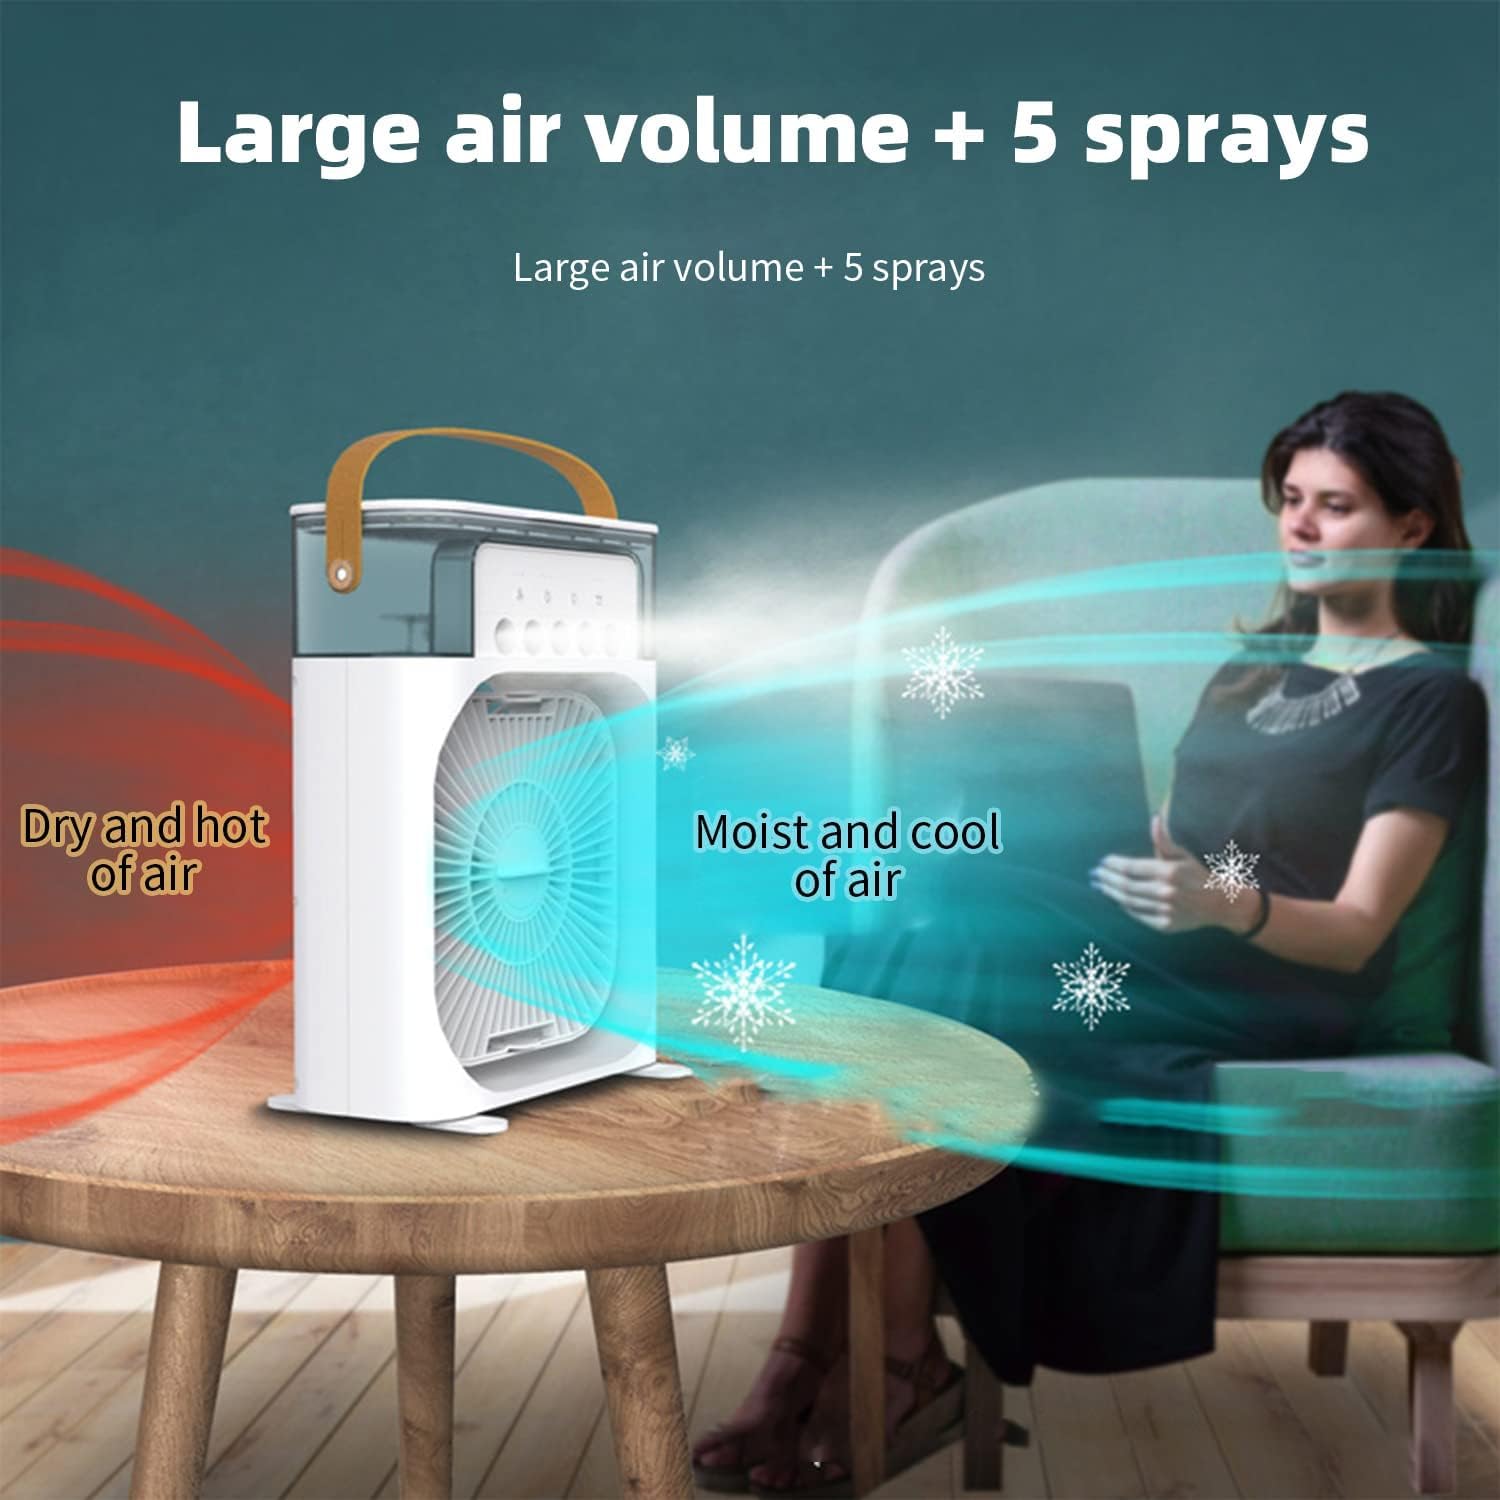 Large air volume + 5 sprays
Large air volume + 5 sprays
Dry and hot
of air
Moist and cool
of air